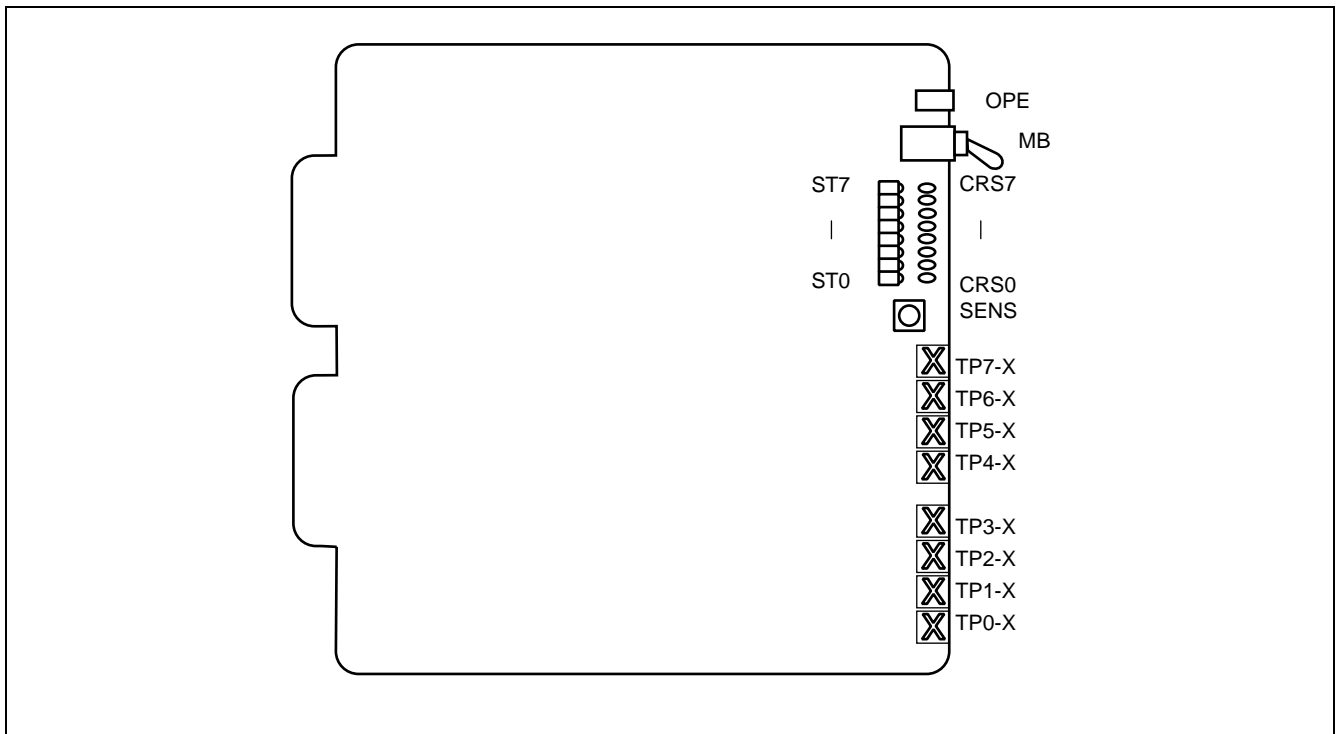 OPE
MB
ST7 CRS7
| |
ST0 CRS0
SENS
X TP7-X
X TP6-X
X TP5-X
X TP4-X
X TP3-X
X TP2-X
X TP1-X
X TP0-X